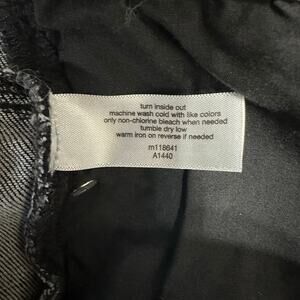 turn inside out
machine wash cold with like colors
only non-chlorine bleach when needed
tumble dry low
warm iron on reverse if needed
m118641
A1440